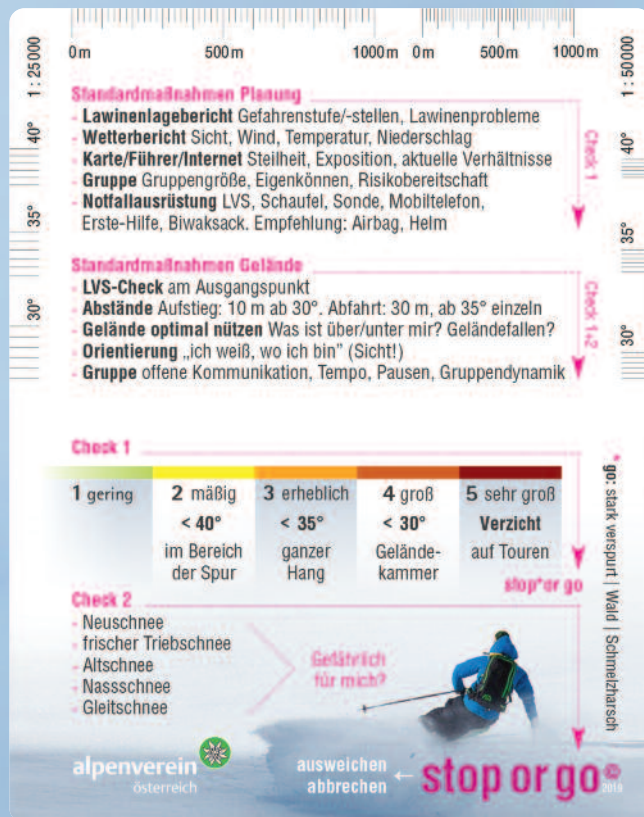 0m 500m 1000m 0m 500m 1000m
1:25000
1:50000
40°
35°
30°
40°
35°
30°
Standardmaßnahmen Planung
- Lawinenlagebericht Gefahrenstufe/-stellen, Lawinenprobleme
- Wetterbericht Sicht, Wind, Temperatur, Niederschlag
- Karte/Führer/Internet Steilheit, Exposition, aktuelle Verhältnisse
- Gruppe Gruppengröße, Eigenkönnen, Risikobereitschaft
- Notfallausrüstung LVS, Schaufel, Sonde, Mobiltelefon,
Erste-Hilfe, Biwaksack. Empfehlung: Airbag, Helm
Check 1
Standardmaßnahmen Gelände
- LVS-Check am Ausgangspunkt
- Abstände Aufstieg: 10 m ab 30°. Abfahrt: 30 m, ab 35° einzeln
- Gelände optimal nützen Was ist über/unter mir? Geländefallen?
- Orientierung „ich weiß, wo ich bin" (Sicht!)
- Gruppe offene Kommunikation, Tempo, Pausen, Gruppendynamik
Check 1+2
Check 1
1 gering 2 mäßig 3 erheblich 4 groß 5 sehr groß
< 40° < 35° < 30° Verzicht
im Bereich ganzer Gelände- auf Touren
der Spur Hang kammer
stop*or go
* go: stark verspurt | Wald | Schmelzharsch
Check 2
- Neuschnee
- frischer Triebschnee
- Altschnee
- Nassschnee
- Gleitschnee
Gefährlich
für mich?
alpenverein
österreich
ausweichen
abbrechen
← stop or go©
2018